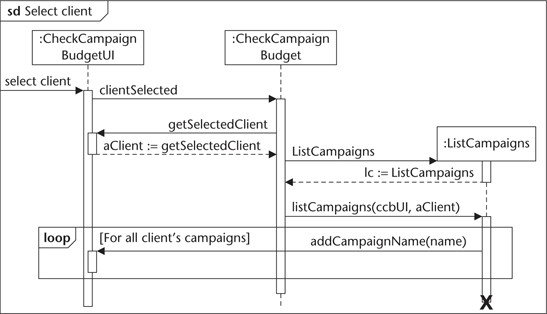 sd Select client
:CheckCampaign
BudgetUI
:CheckCampaign
Budget
select client
clientSelected
getSelectedClient
aClient := getSelectedClient
ListCampaigns
:ListCampaigns
lc := ListCampaigns
listCampaigns(ccbUI, aClient)
loop
[For all client’s campaigns]
addCampaignName(name)
X